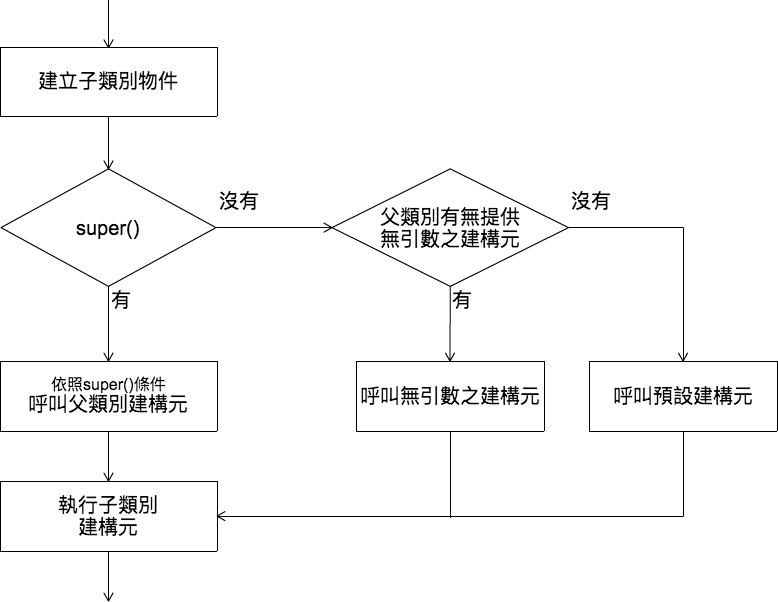 建立子類別物件
super()
沒有
父類別有無提供
無引數之建構元
沒有
有
有
依照super()條件
呼叫父類別建構元
呼叫無引數之建構元
呼叫預設建構元
執行子類別
建構元